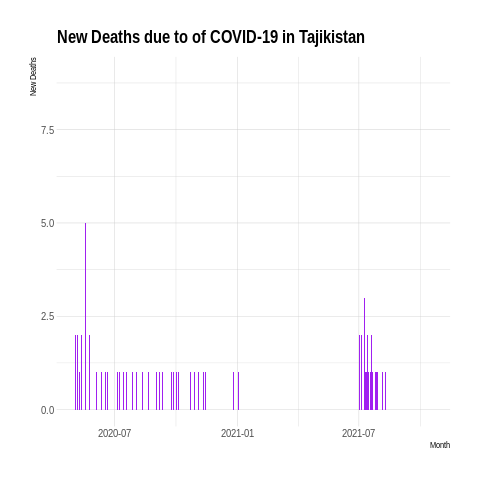 New Deaths due to of COVID-19 in Tajikistan
New Deaths
7.5
5.0
2.5
0.0
2020-07
2021-01
2021-07
Month